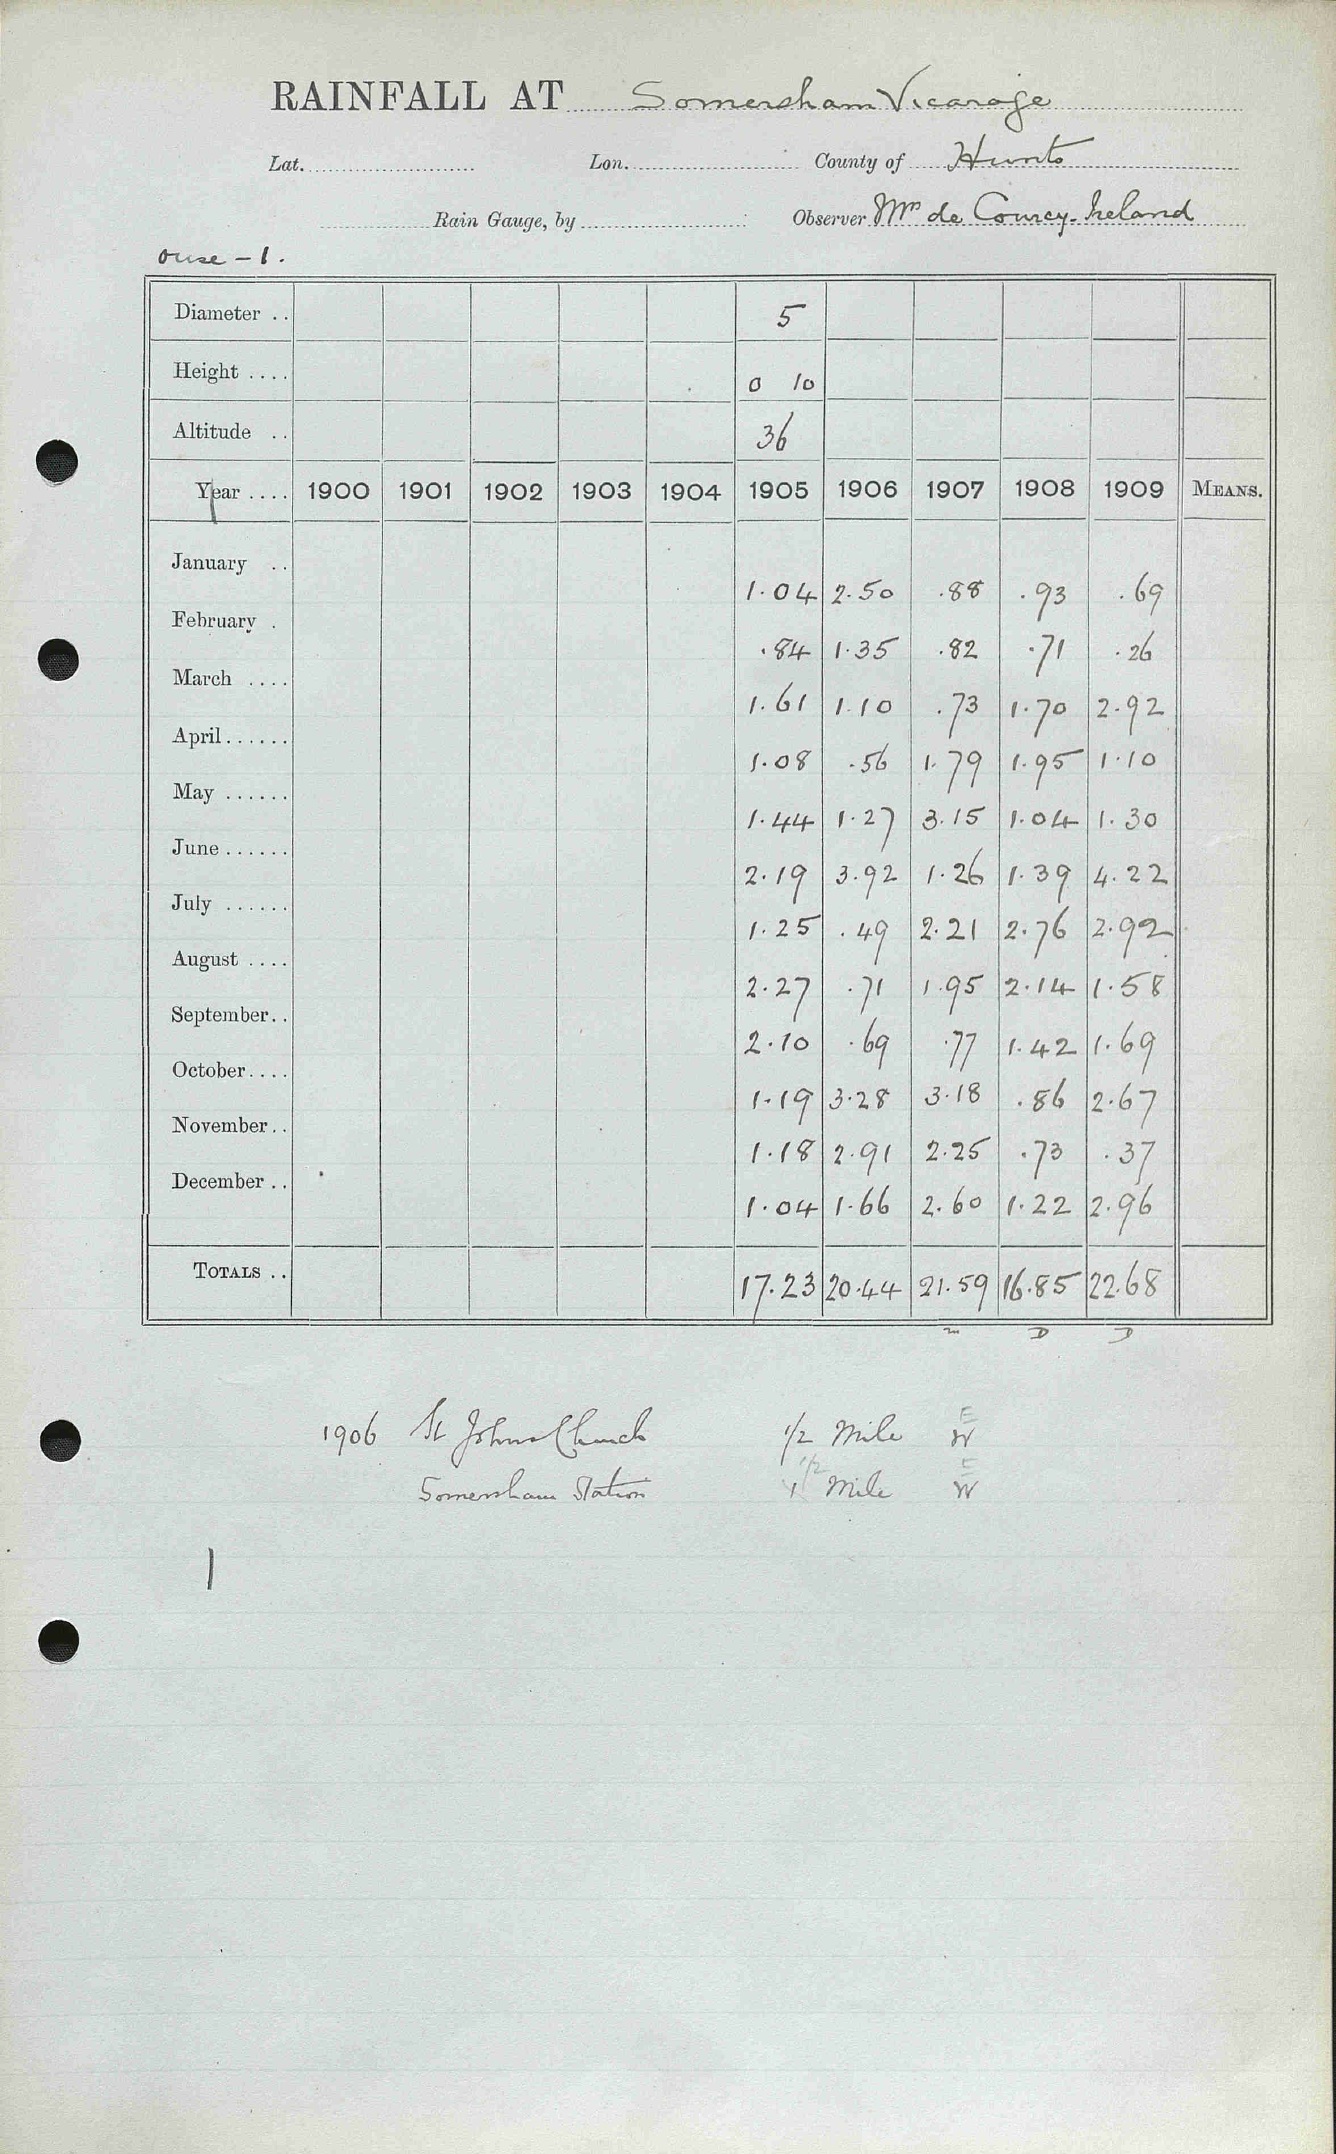 RAINFALL AT Somersham Vicarage
Lat. Lon. County of Hunts
Rain Gauge, by Observer Mrs de Courcy-Ireland
ouse - 1.
Diameter .. 5
Height .... 0 10
Altitude .. 36
Year .... 1900 1901 1902 1903 1904 1905 1906 1907 1908 1909 MEANS.
January .. 1.04 2.50 .88 .93 .69
February . .84 1.35 .82 .71 .26
March .... 1.61 1.10 .73 1.70 2.92
April...... 1.08 .56 1.79 1.95 1.10
May ...... 1.44 1.27 3.15 1.04 1.30
June...... 2.19 3.92 1.26 1.39 4.22
July ...... 1.25 .49 2.21 2.76 2.92
August .... 2.27 .71 1.95 2.14 1.58
September.. 2.10 .69 .77 1.42 1.69
October.... 1.19 3.28 3.18 .86 2.67
November.. 1.18 2.91 2.25 .73 .37
December .. 1.04 1.66 2.60 1.22 2.96
TOTALS .. 17.23 20.44 21.59 16.85 22.68
D D
1906 St Johns Church 1/2 Mile W E
Somersham Station 1 1/2 Mile W E